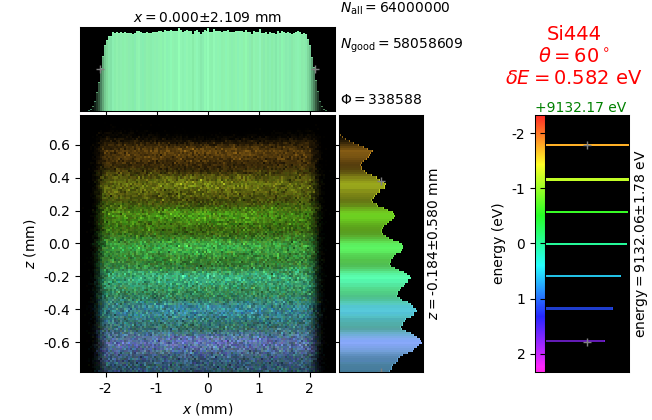 x = 0.000±2.109 mm
N_all = 64000000
N_good = 58058609
Φ = 338588
Si444
θ = 60°
δE = 0.582 eV
+9132.17 eV
0.6
0.4
0.2
0.0
-0.2
-0.4
-0.6
z (mm)
-2
-1
0
1
2
x (mm)
z = -0.184±0.580 mm
energy (eV)
-2
-1
0
1
2
energy = 9132.06±1.78 eV